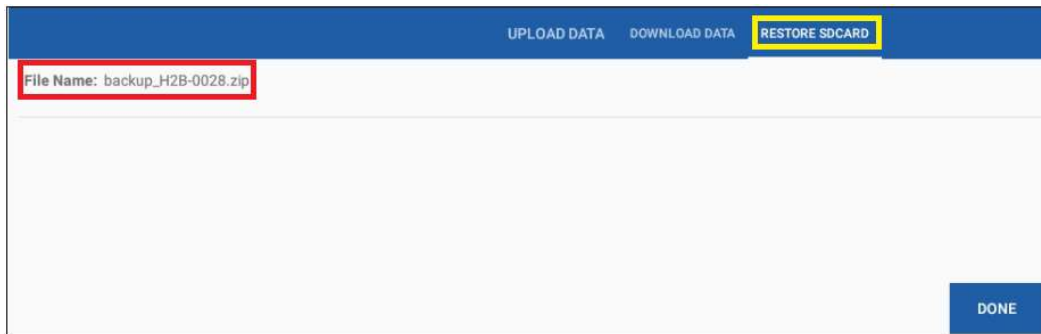 UPLOAD DATA DOWNLOAD DATA RESTORE SDCARD
File Name: backup_H2B-0028.zip
DONE